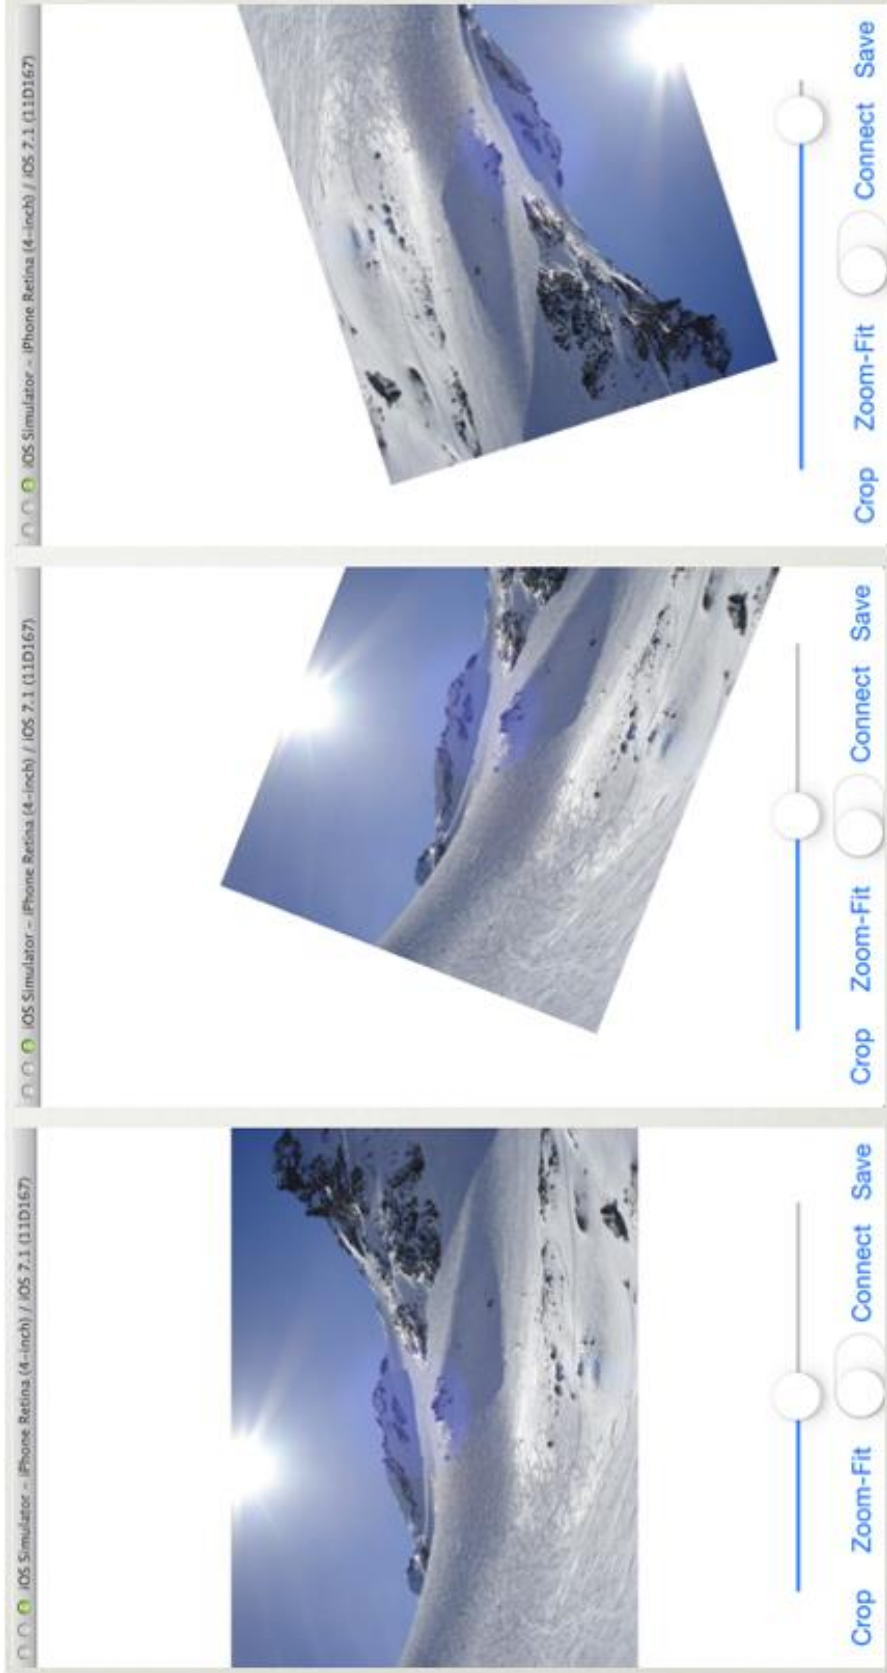 iOS Simulator - iPhone Retina (4-inch) / iOS 7.1 (11D167)
Crop Zoom-Fit Connect Save
iOS Simulator - iPhone Retina (4-inch) / iOS 7.1 (11D167)
Crop Zoom-Fit Connect Save
iOS Simulator - iPhone Retina (4-inch) / iOS 7.1 (11D167)
Crop Zoom-Fit Connect Save